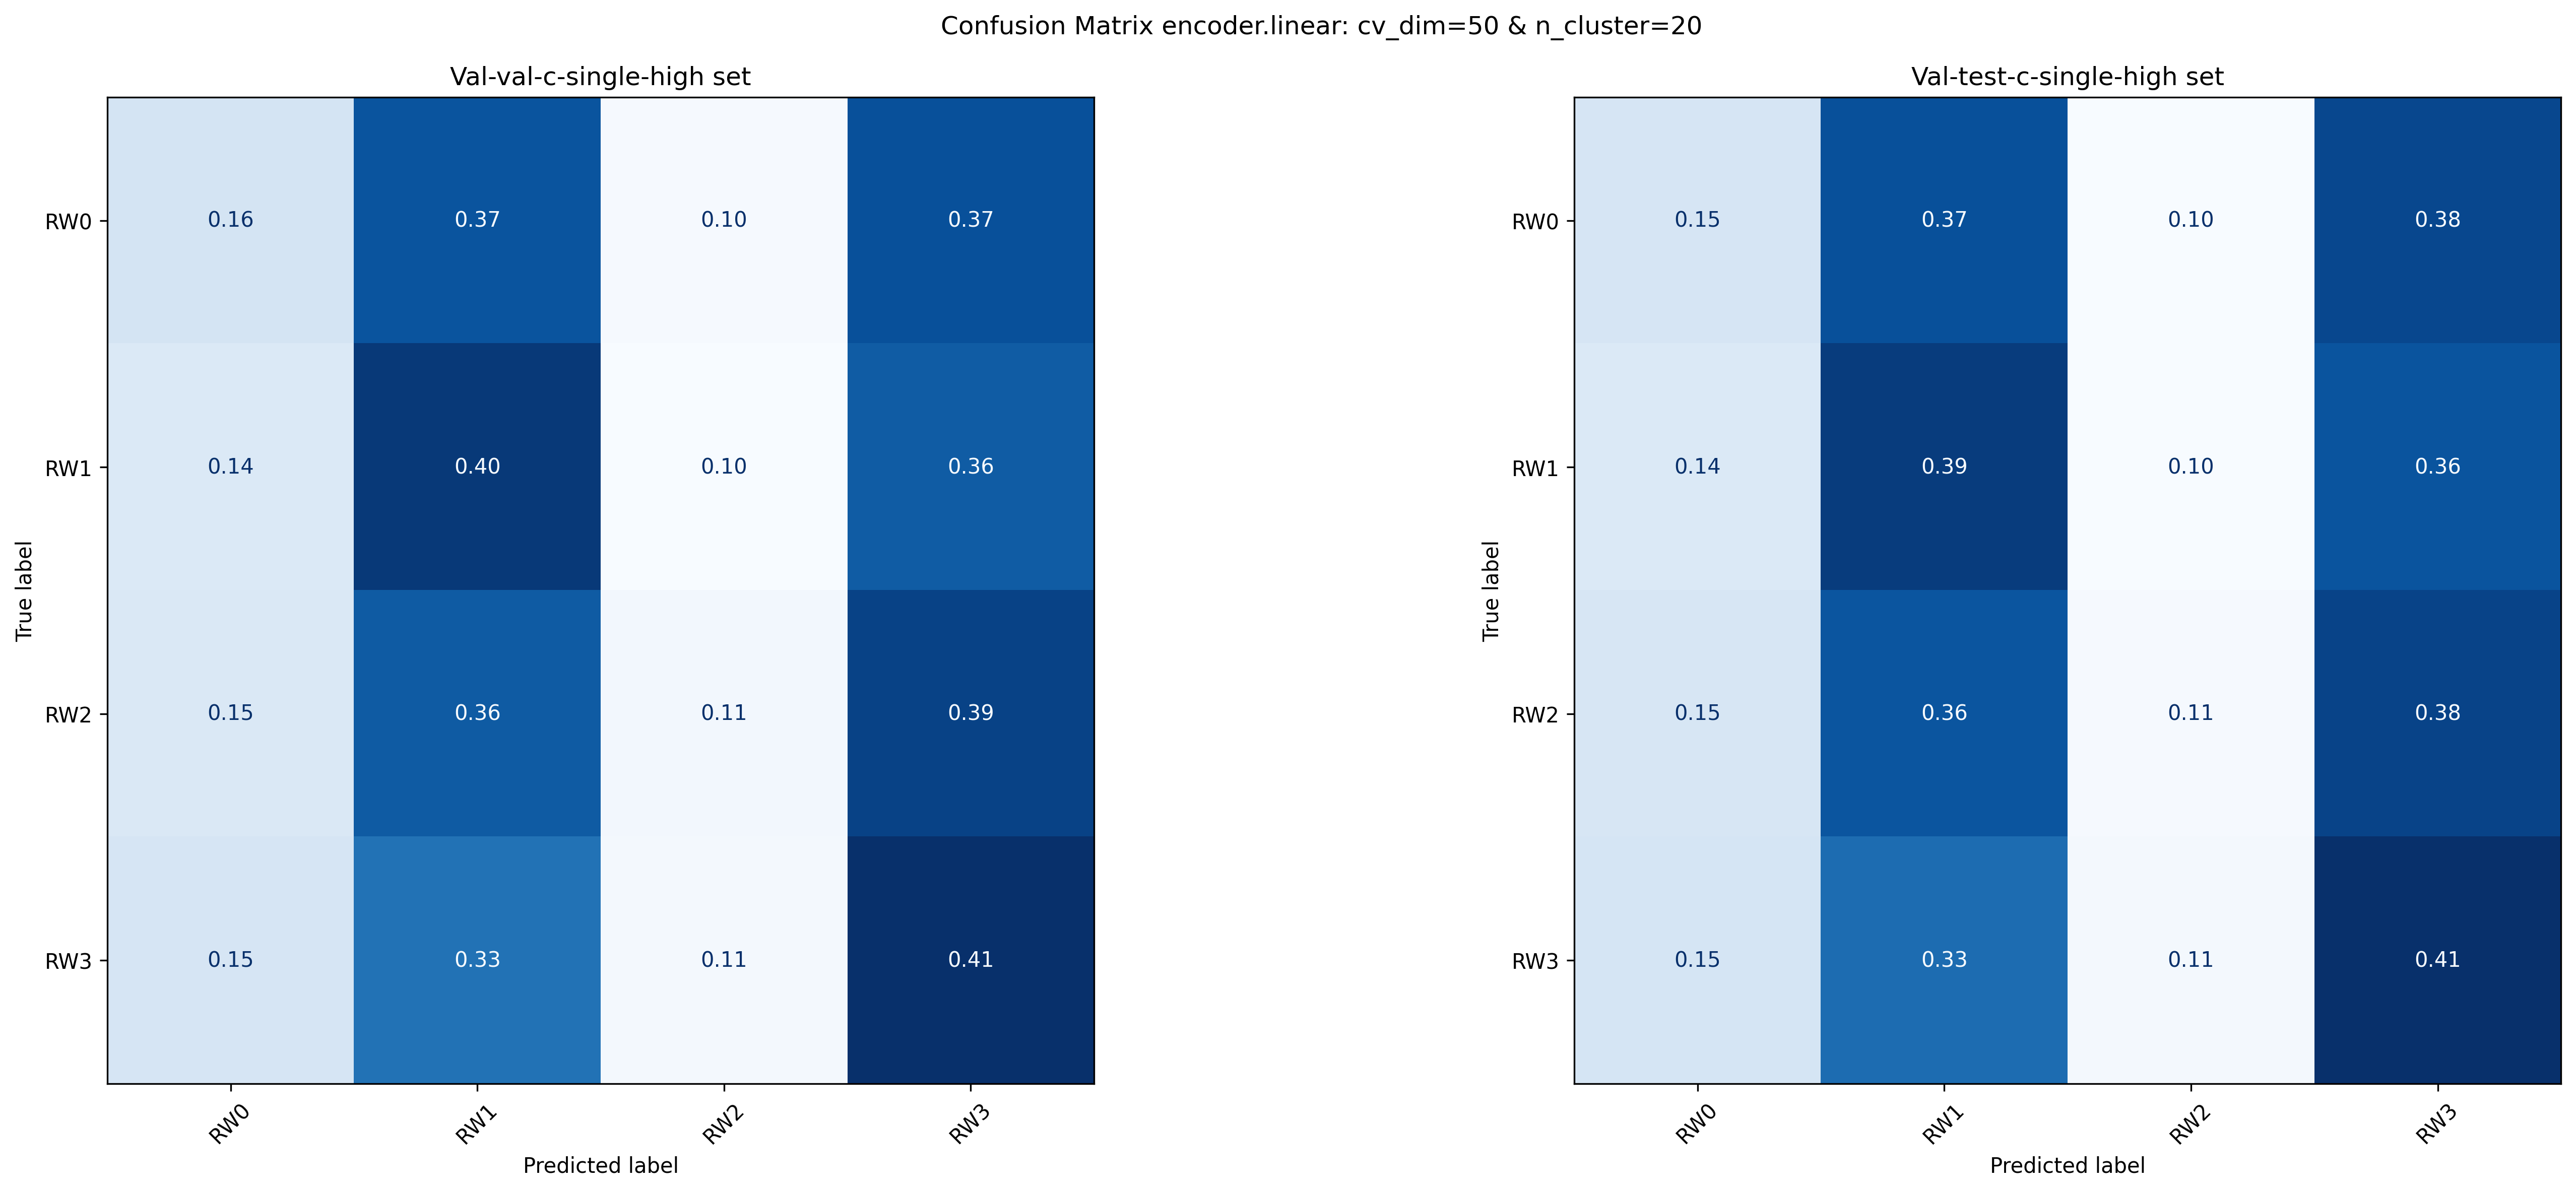 Confusion Matrix encoder.linear: cv_dim=50 & n_cluster=20
Val-val-c-single-high set
True label
RW0
0.16 0.37 0.10 0.37
RW1
0.14 0.40 0.10 0.36
RW2
0.15 0.36 0.11 0.39
RW3
0.15 0.33 0.11 0.41
RW0 RW1 RW2 RW3
Predicted label
Val-test-c-single-high set
True label
RW0
0.15 0.37 0.10 0.38
RW1
0.14 0.39 0.10 0.36
RW2
0.15 0.36 0.11 0.38
RW3
0.15 0.33 0.11 0.41
RW0 RW1 RW2 RW3
Predicted label